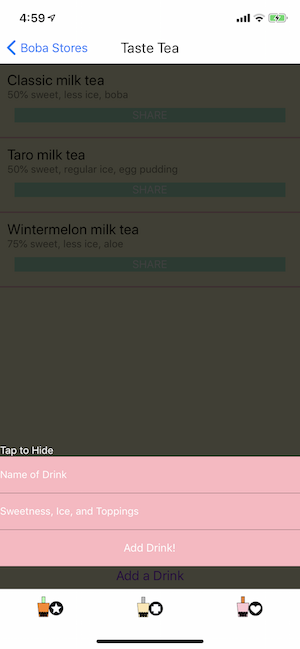 4:59
Boba Stores
Taste Tea
Classic milk tea
50% sweet, less ice, boba
SHARE
Taro milk tea
50% sweet, regular ice, egg pudding
SHARE
Wintermelon milk tea
75% sweet, less ice, aloe
SHARE
Tap to Hide
Name of Drink
Sweetness, Ice, and Toppings
Add Drink!
Add a Drink